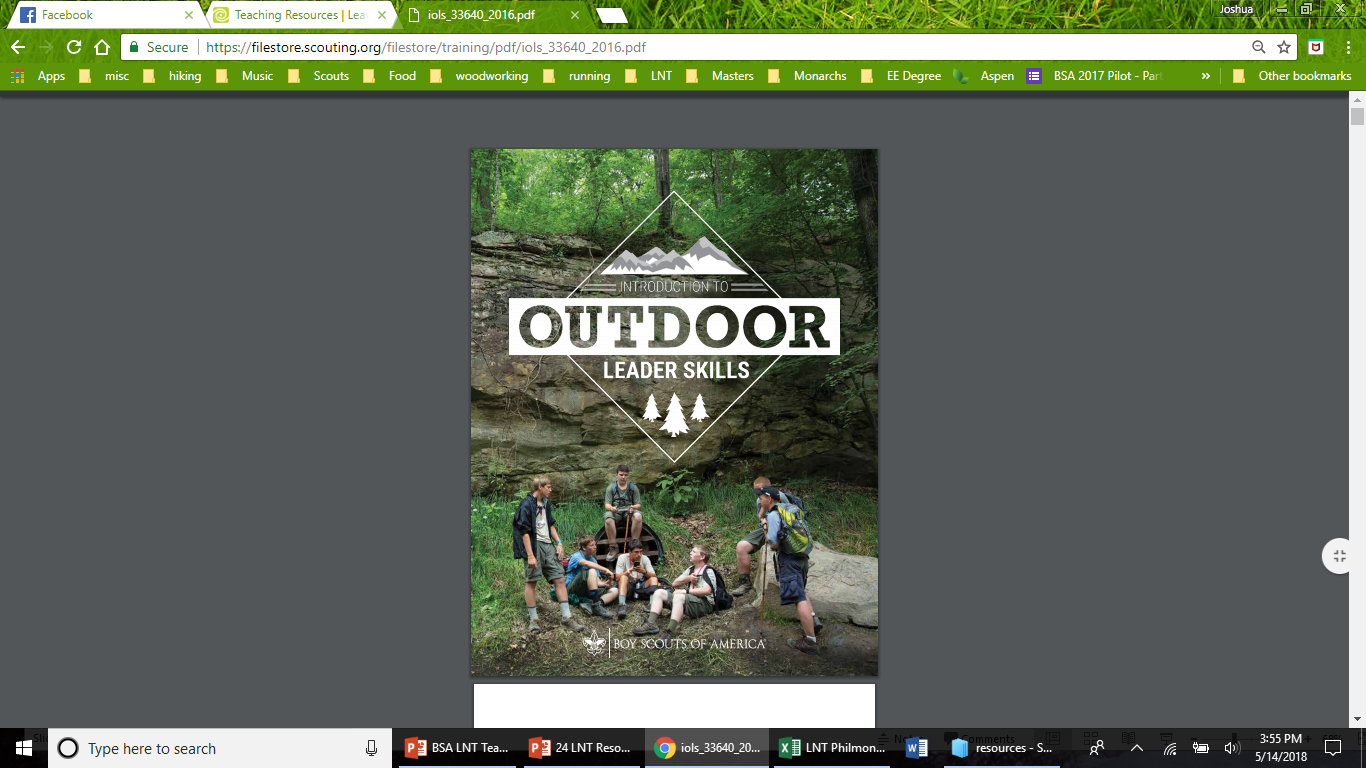 Facebook
Teaching Resources | Lea
iols_33640_2016.pdf
Joshua
Secure
https://filestore.scouting.org/filestore/training/pdf/iols_33640_2016.pdf
Apps misc hiking Music Scouts Food woodworking running LNT Masters Monarchs EE Degree Aspen BSA 2017 Pilot - Part » Other bookmarks
INTRODUCTION TO
OUTDOOR
LEADER SKILLS
BOY SCOUTS OF AMERICA
Type here to search
BSA LNT Tea...
24 LNT Reso...
iols_33640_20...
LNT Philmon...
resources - S...
Comments
3:55 PM
5/14/2018